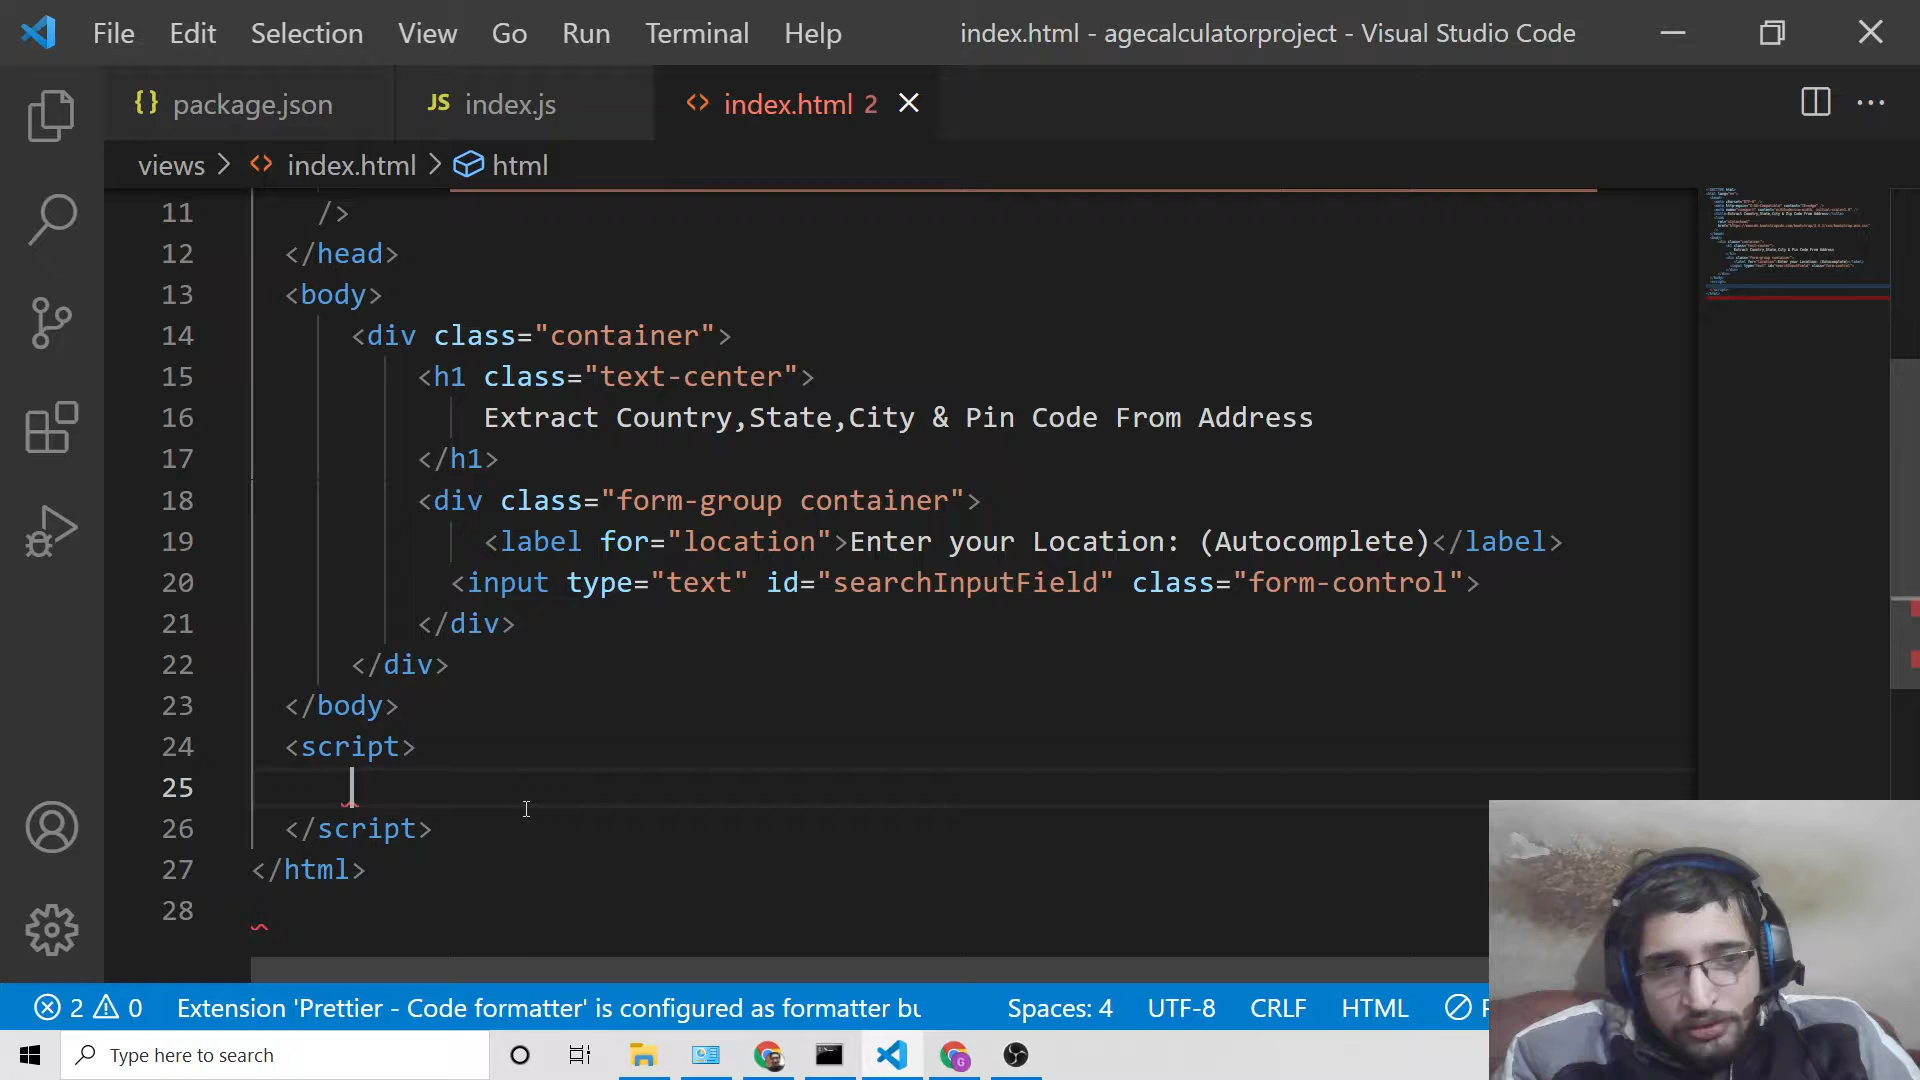 File Edit Selection View Go Run Terminal Help index.html - agecalculatorproject - Visual Studio Code
{} package.json JS index.js <> index.html 2
views > <> index.html > html
11 />
12 </head>
13 <body>
14 <div class="container">
15 <h1 class="text-center">
16 Extract Country,State,City & Pin Code From Address
17 </h1>
18 <div class="form-group container">
19 <label for="location">Enter your Location: (Autocomplete)</label>
20 <input type="text" id="searchInputField" class="form-control">
21 </div>
22 </div>
23 </body>
24 <script>
25
26 </script>
27 </html>
28
2 0 Extension 'Prettier - Code formatter' is configured as formatter bu Spaces: 4 UTF-8 CRLF HTML
Type here to search